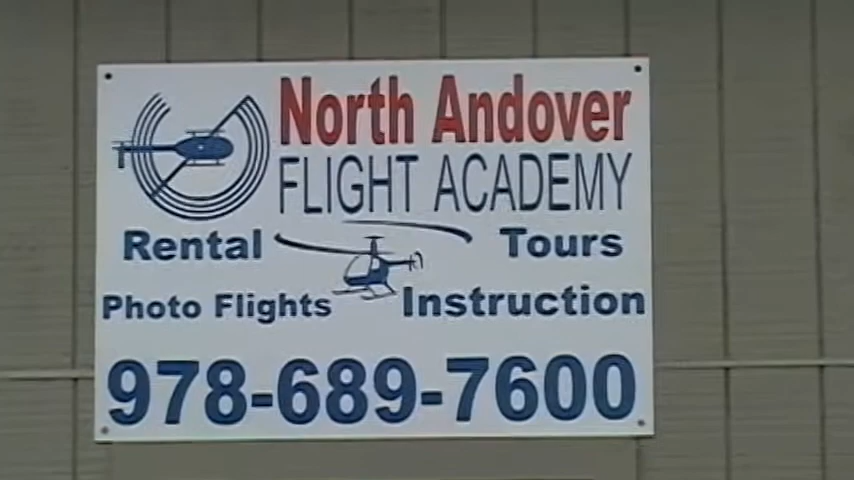 North Andover
FLIGHT ACADEMY
Rental Tours
Photo Flights Instruction
978-689-7600